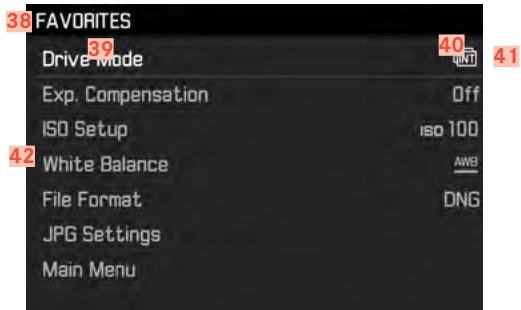 38 FAVORITES
39
Drive Mode 40 INT 41
Exp. Compensation Off
ISO Setup ISO 100
42 White Balance AWB
File Format DNG
JPG Settings
Main Menu